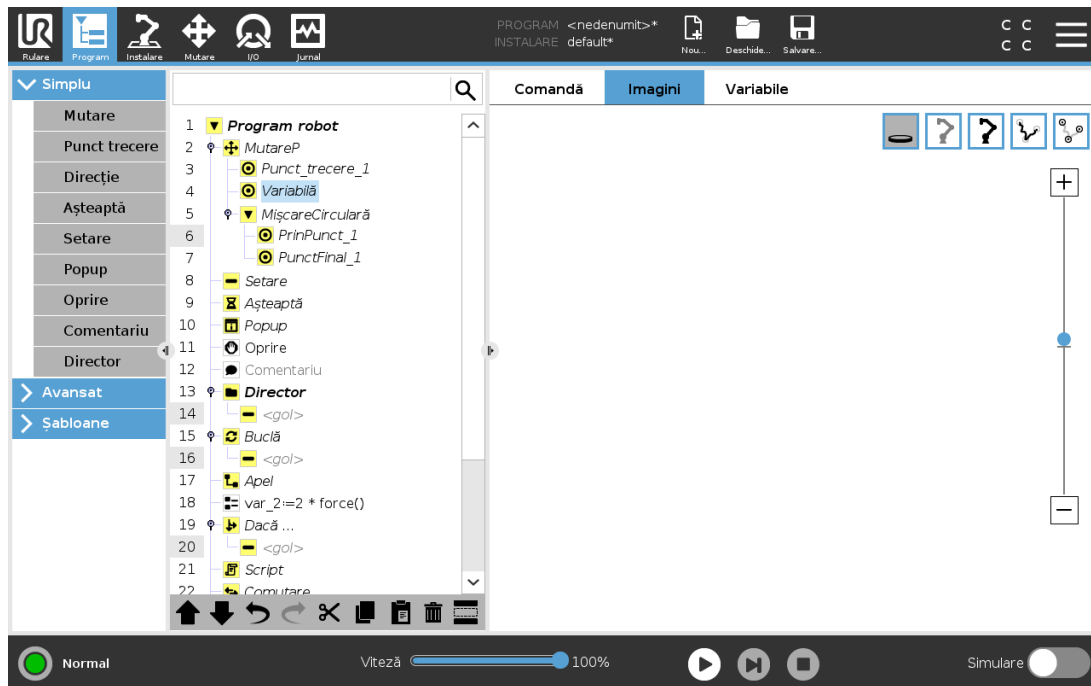 PROGRAM <nedenumit>*
INSTALARE default*
C C
C C
Rulare Program Instalare Mutare I/O Jurnal Nou... Deschide... Salvare...
Simplu
Mutare
Punct trecere
Direcție
Așteaptă
Setare
Popup
Oprire
Comentariu
Director
Avansat
Șabloane
1 Program robot
2 MutareP
3 Punct_trecere_1
4 Variabilă
5 MișcareCirculară
6 PrinPunct_1
7 PunctFinal_1
8 Setare
9 Așteaptă
10 Popup
11 Oprire
12 Comentariu
13 Director
14 <gol>
15 Buclă
16 <gol>
17 Apel
18 var_2:=2 * force()
19 Dacă ...
20 <gol>
21 Script
22 Comutare
Comandă Imagini Variabile
Normal
Viteză 100%
Simulare